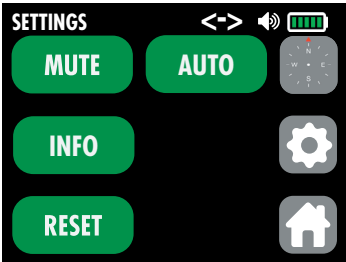 SETTINGS <->
MUTE AUTO
N
W E
S
INFO
RESET